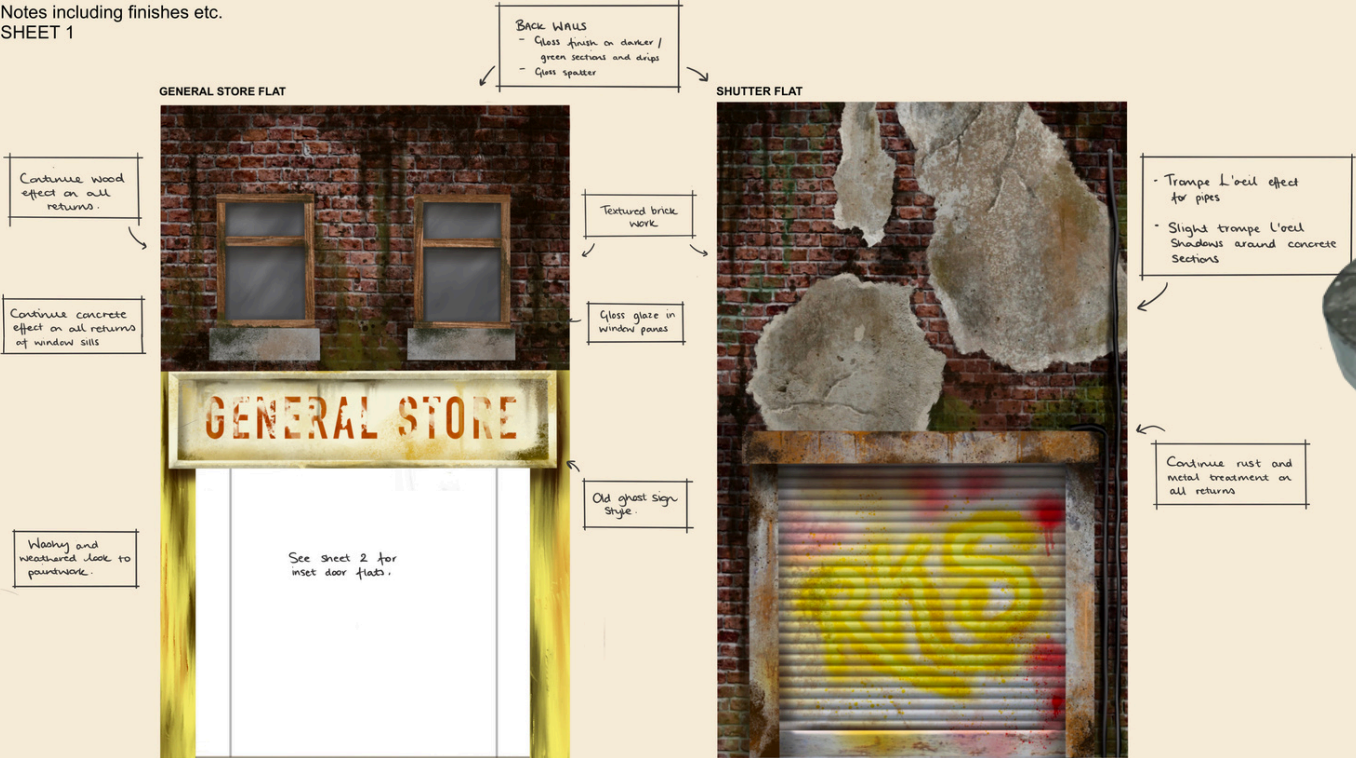 Notes including finishes etc.
SHEET 1
BACK WALLS
- Gloss finish on darker /
green sections and drips
- Gloss spatter
GENERAL STORE FLAT
SHUTTER FLAT
Continue wood
effect on all
returns.
Textured brick
work
- Trompe L'oeil effect
for pipes
- Slight trompe l'oeil
Shadows around concrete
Sections
Continue concrete
effect on all returns
at window sills
Gloss glaze in
window panes
GENERAL STORE
Continue rust and
metal treatment on
all returns
Old ghost sign
Style.
Washy and
weathered look to
paintwork.
See sheet 2 for
inset door flats.
RKS